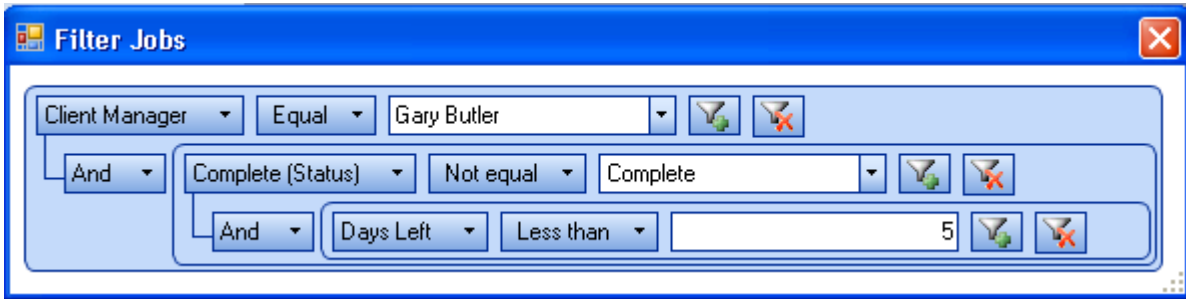 Filter Jobs
Client Manager Equal Gary Butler
And Complete (Status) Not equal Complete
And Days Left Less than 5